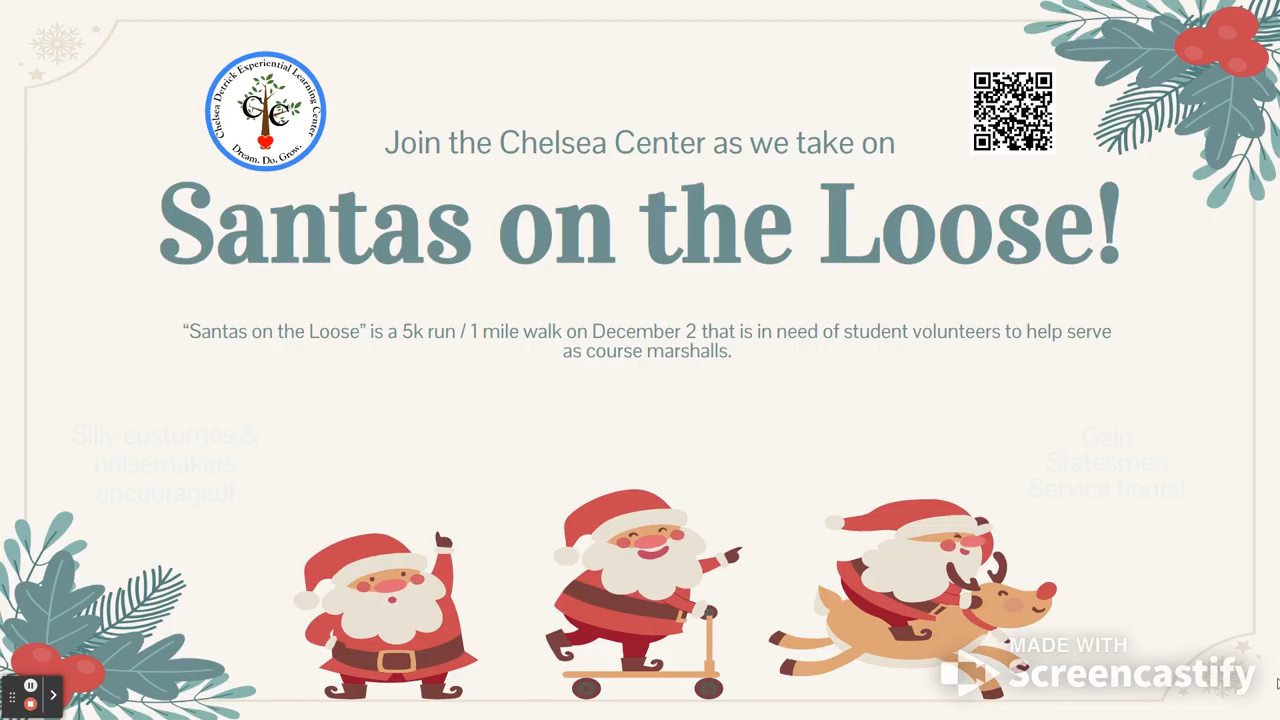 Chelsea Detrick Experiential Learning Center
CC
Dream. Do. Grow.
Join the Chelsea Center as we take on
Santas on the Loose!
“Santas on the Loose” is a 5k run / 1 mile walk on December 2 that is in need of student volunteers to help serve
as course marshalls.
Silly costumes &
noisemakers
encouraged!
Gain
Statesmen
Service hours!
MADE WITH
Screencastify